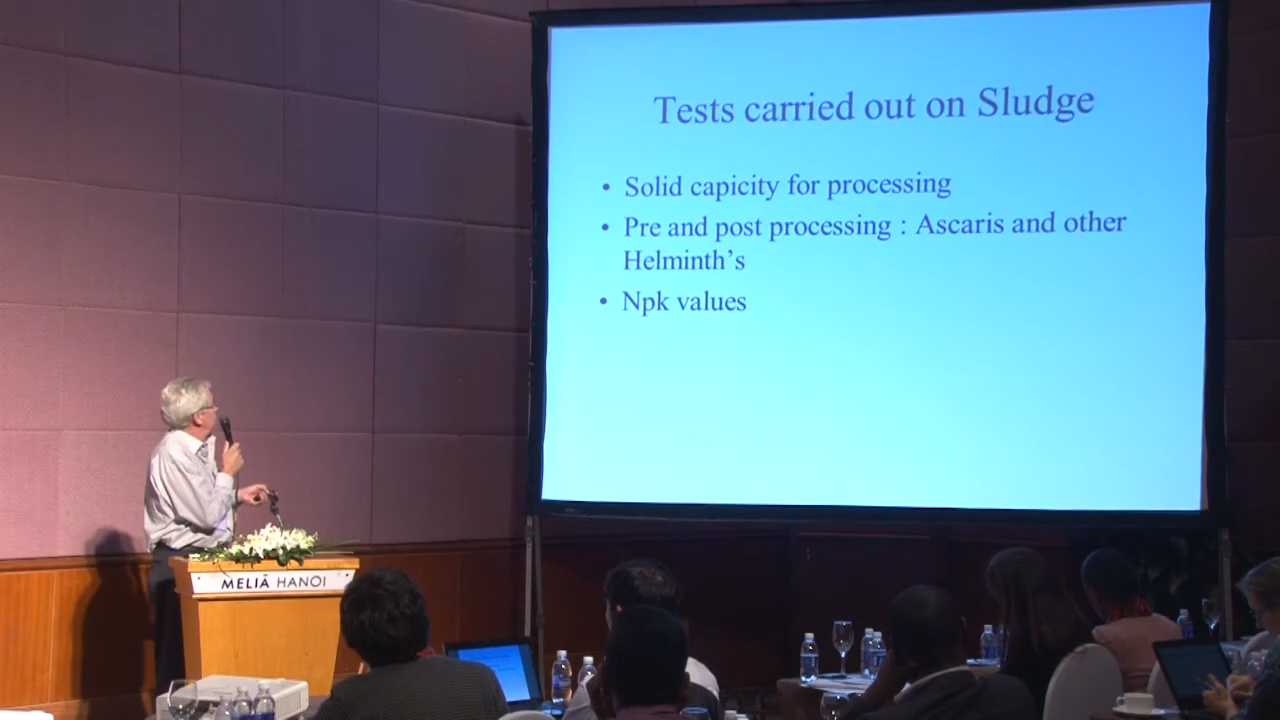 Tests carried out on Sludge
• Solid capicity for processing
• Pre and post processing : Ascaris and other
Helminth's
• Npk values
MELIÃ HANOI